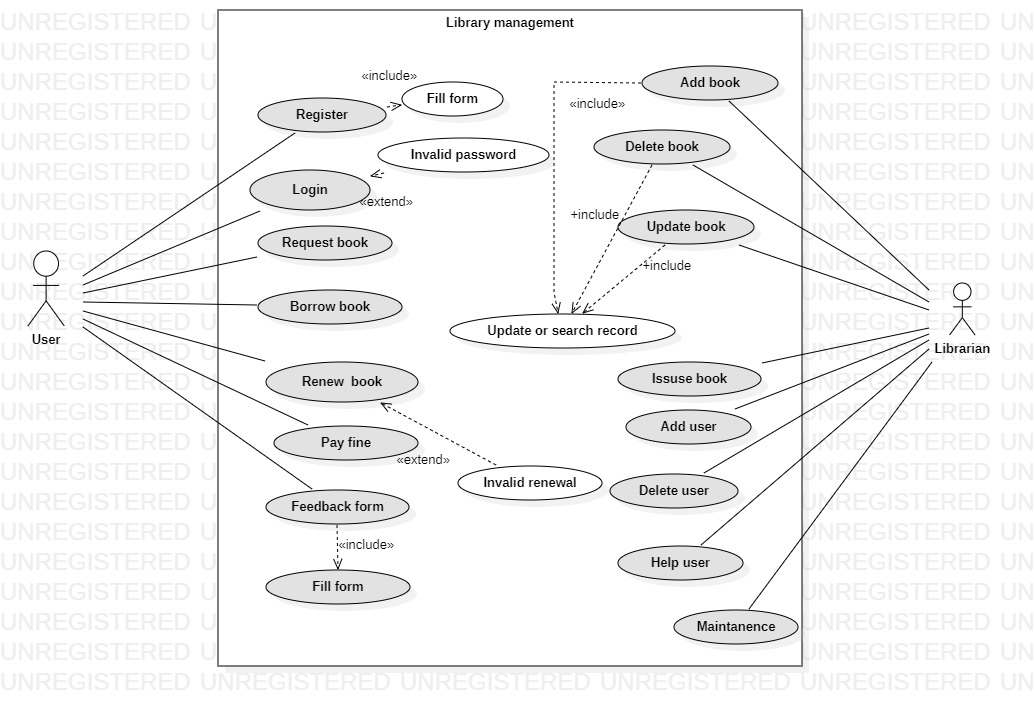 Library management
«include»
Fill form
Add book
«include»
Register
Invalid password
Delete book
Login
«extend»
+include
Update book
Request book
+include
Borrow book
Update or search record
User
Librarian
Renew book
Issuse book
Add user
Pay fine
«extend»
Invalid renewal
Delete user
Feedback form
«include»
Help user
Fill form
Maintanence
UNREGISTERED UNREGISTERED UNREGISTERED UNREGISTERED UNREGISTERED UN